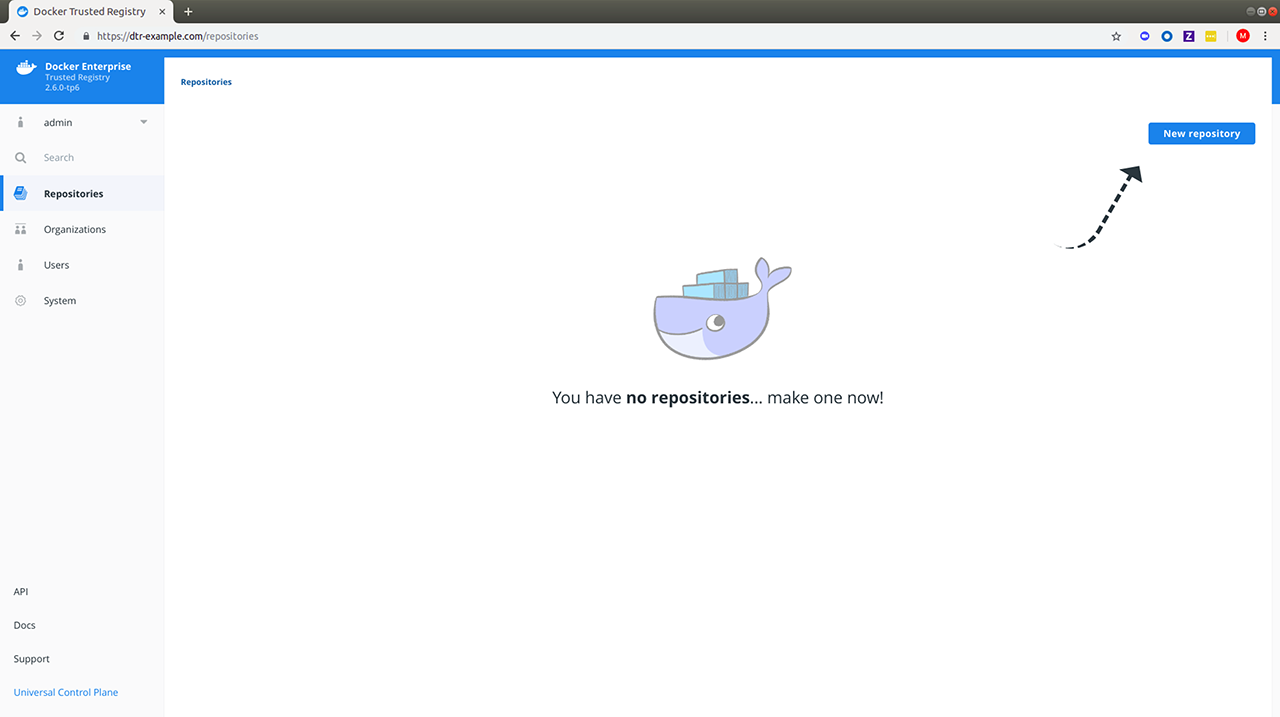 Docker Trusted Registry
https://dtr-example.com/repositories
Z
M
Docker Enterprise
Trusted Registry
2.6.0-tp6
admin
Search
Repositories
Organizations
Users
System
API
Docs
Support
Universal Control Plane
Repositories
New repository
You have no repositories... make one now!